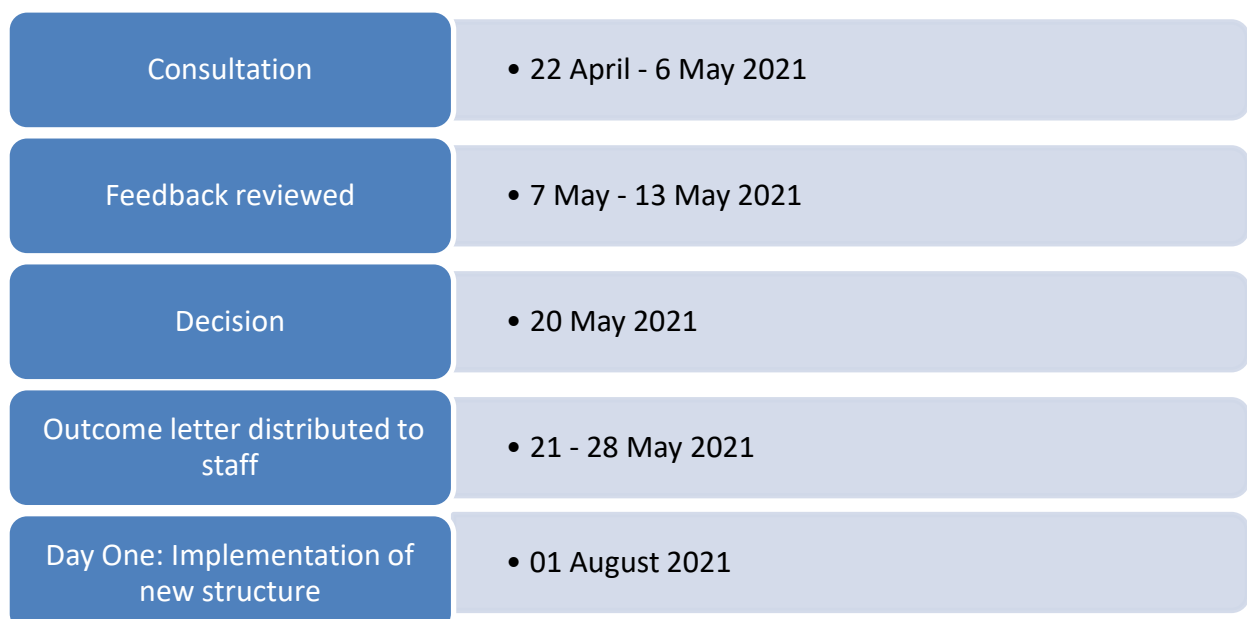 Consultation
• 22 April - 6 May 2021
Feedback reviewed
• 7 May - 13 May 2021
Decision
• 20 May 2021
Outcome letter distributed to
staff
• 21 - 28 May 2021
Day One: Implementation of
new structure
• 01 August 2021